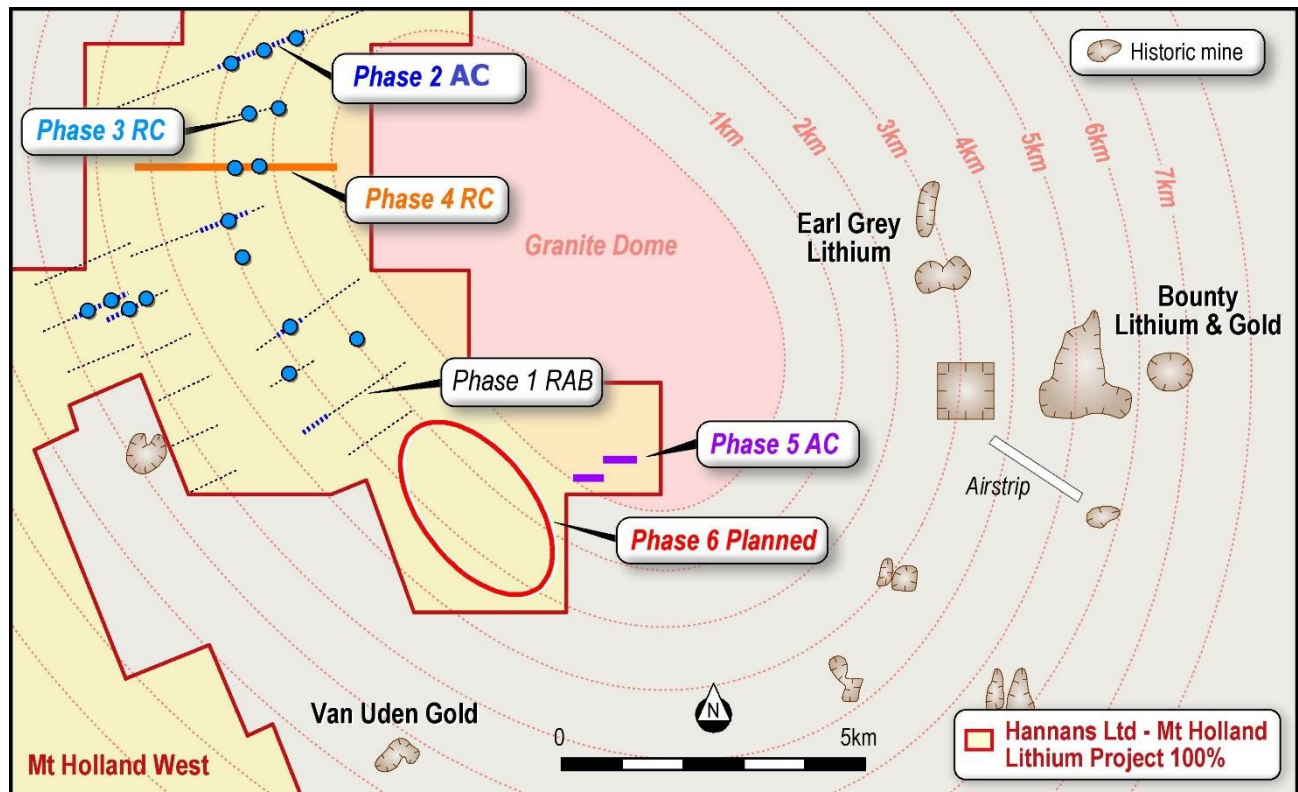 Phase 2 AC
Historic mine
Phase 3 RC
1km
2km
3km
4km
5km
6km
7km
Phase 4 RC
Granite Dome
Earl Grey
Lithium
Bounty
Lithium & Gold
Phase 1 RAB
Phase 5 AC
Airstrip
Phase 6 Planned
Van Uden Gold
N
0
5km
Mt Holland West
Hannans Ltd - Mt Holland
Lithium Project 100%